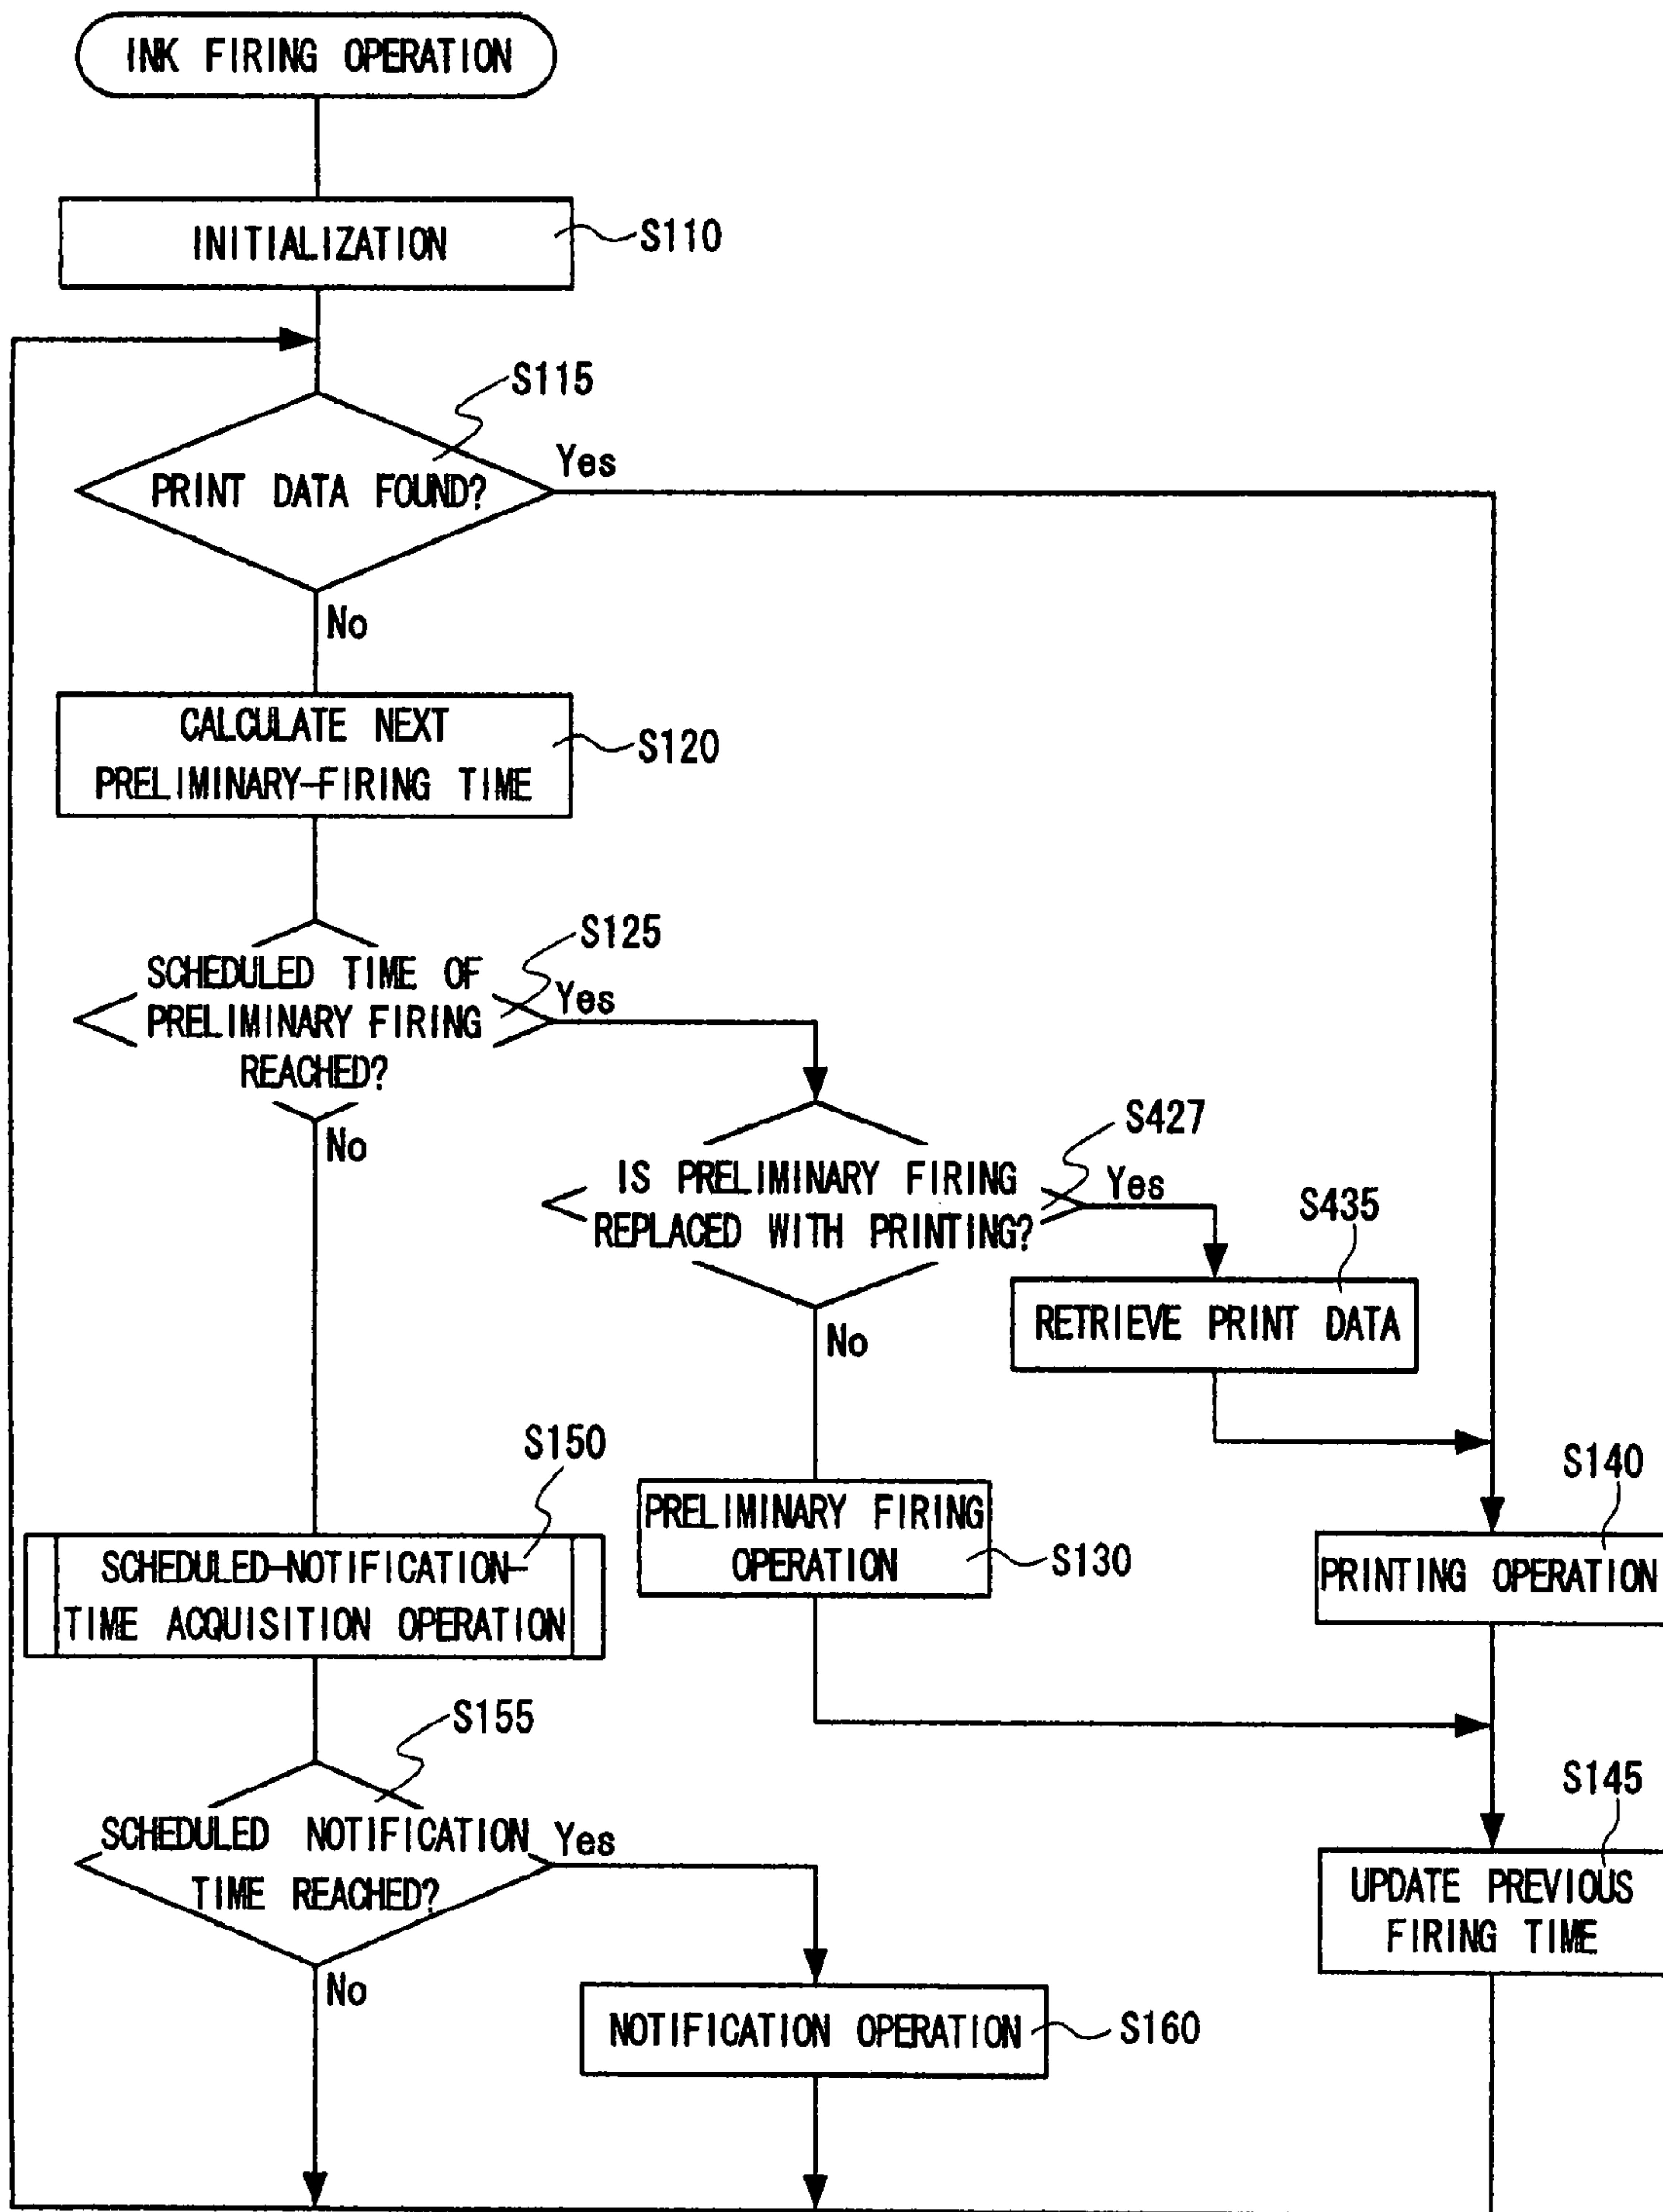 INK FIRING OPERATION
INITIALIZATION
S110
S115
PRINT DATA FOUND?
Yes
No
CALCULATE NEXT
PRELIMINARY-FIRING TIME
S120
S125
SCHEDULED TIME OF
PRELIMINARY FIRING
REACHED?
Yes
No
S427
IS PRELIMINARY FIRING
REPLACED WITH PRINTING?
Yes
No
S435
RETRIEVE PRINT DATA
S150
SCHEDULED-NOTIFICATION-
TIME ACQUISITION OPERATION
PRELIMINARY FIRING
OPERATION
S130
S140
PRINTING OPERATION
S155
SCHEDULED NOTIFICATION
TIME REACHED?
Yes
No
S145
UPDATE PREVIOUS
FIRING TIME
NOTIFICATION OPERATION
S160